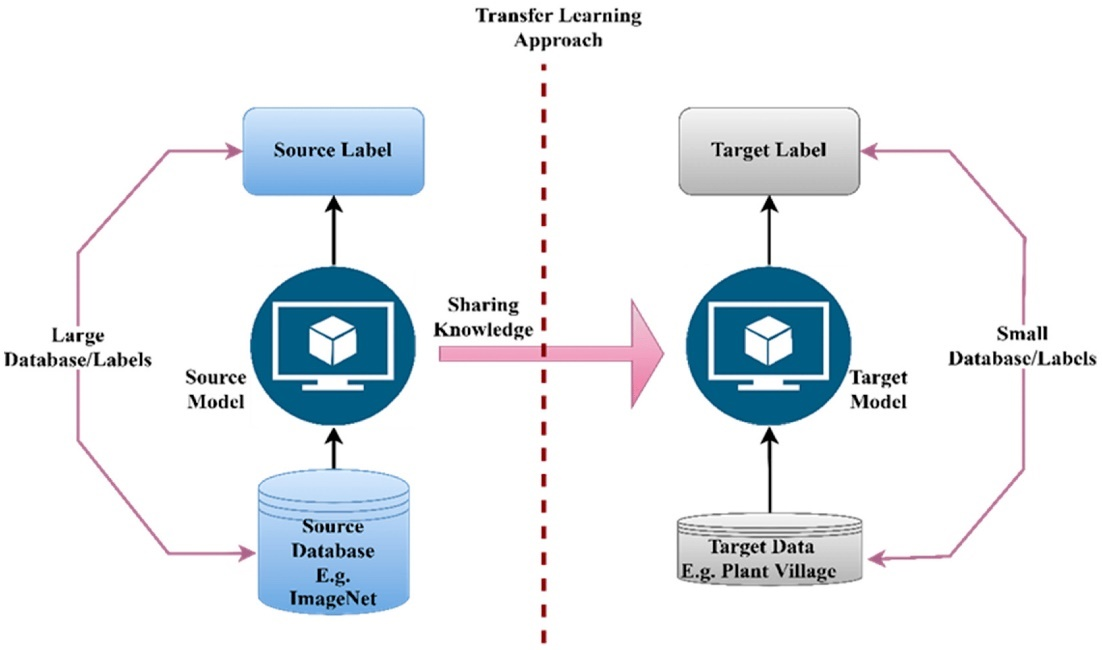 Transfer Learning
Approach
Source Label
Target Label
Sharing
Knowledge
Large
Database/Labels
Small
Database/Labels
Source
Model
Target
Model
Source
Database
E.g.
ImageNet
Target Data
E.g. Plant Village